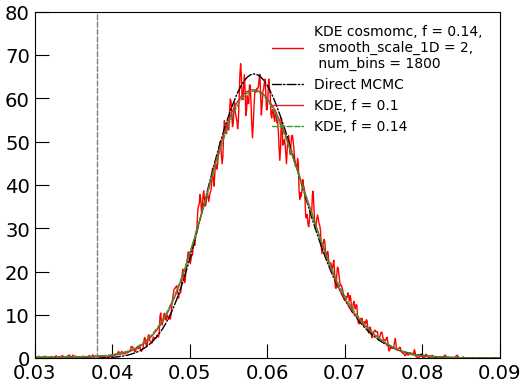 80
70
60
50
40
30
20
10
0
KDE cosmomc, f = 0.14,
smooth_scale_1D = 2,
num_bins = 1800
Direct MCMC
KDE, f = 0.1
KDE, f = 0.14
0.03 0.04 0.05 0.06 0.07 0.08 0.09